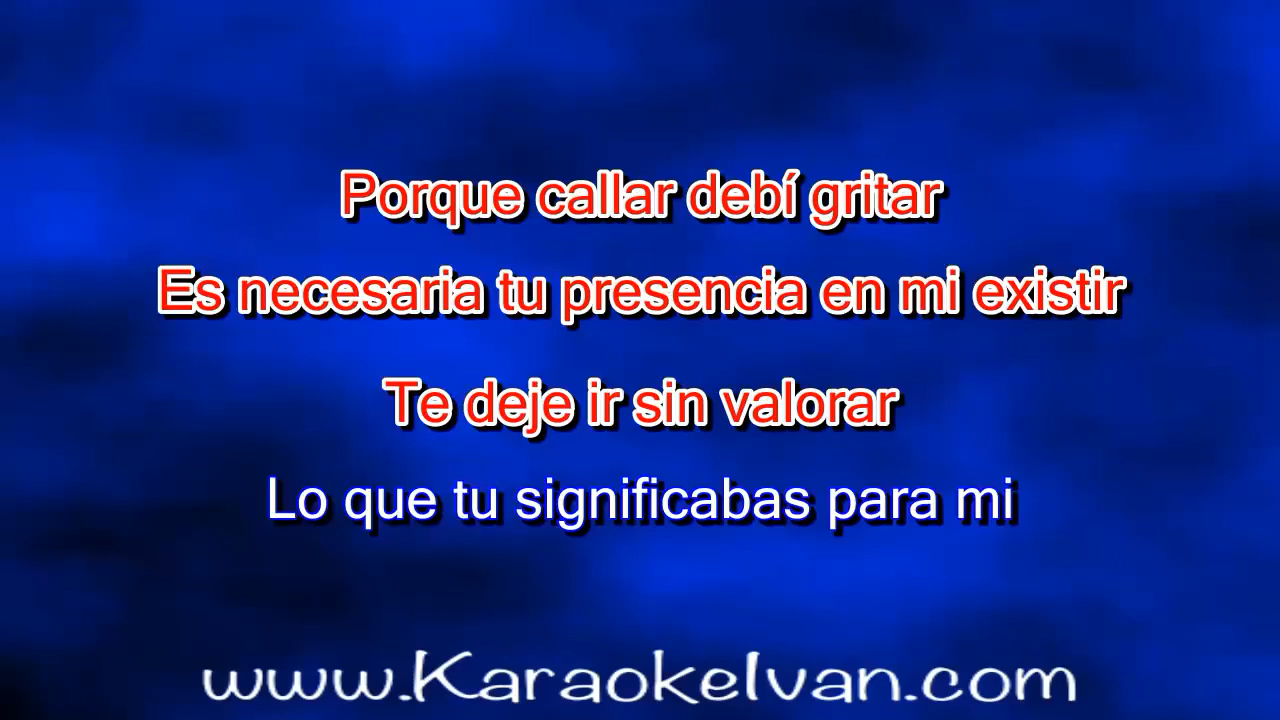 Porque callar debí gritar
Es necesaria tu presencia en mi existir
Te deje ir sin valorar
Lo que tu significabas para mi
www.KaraokeIvan.com